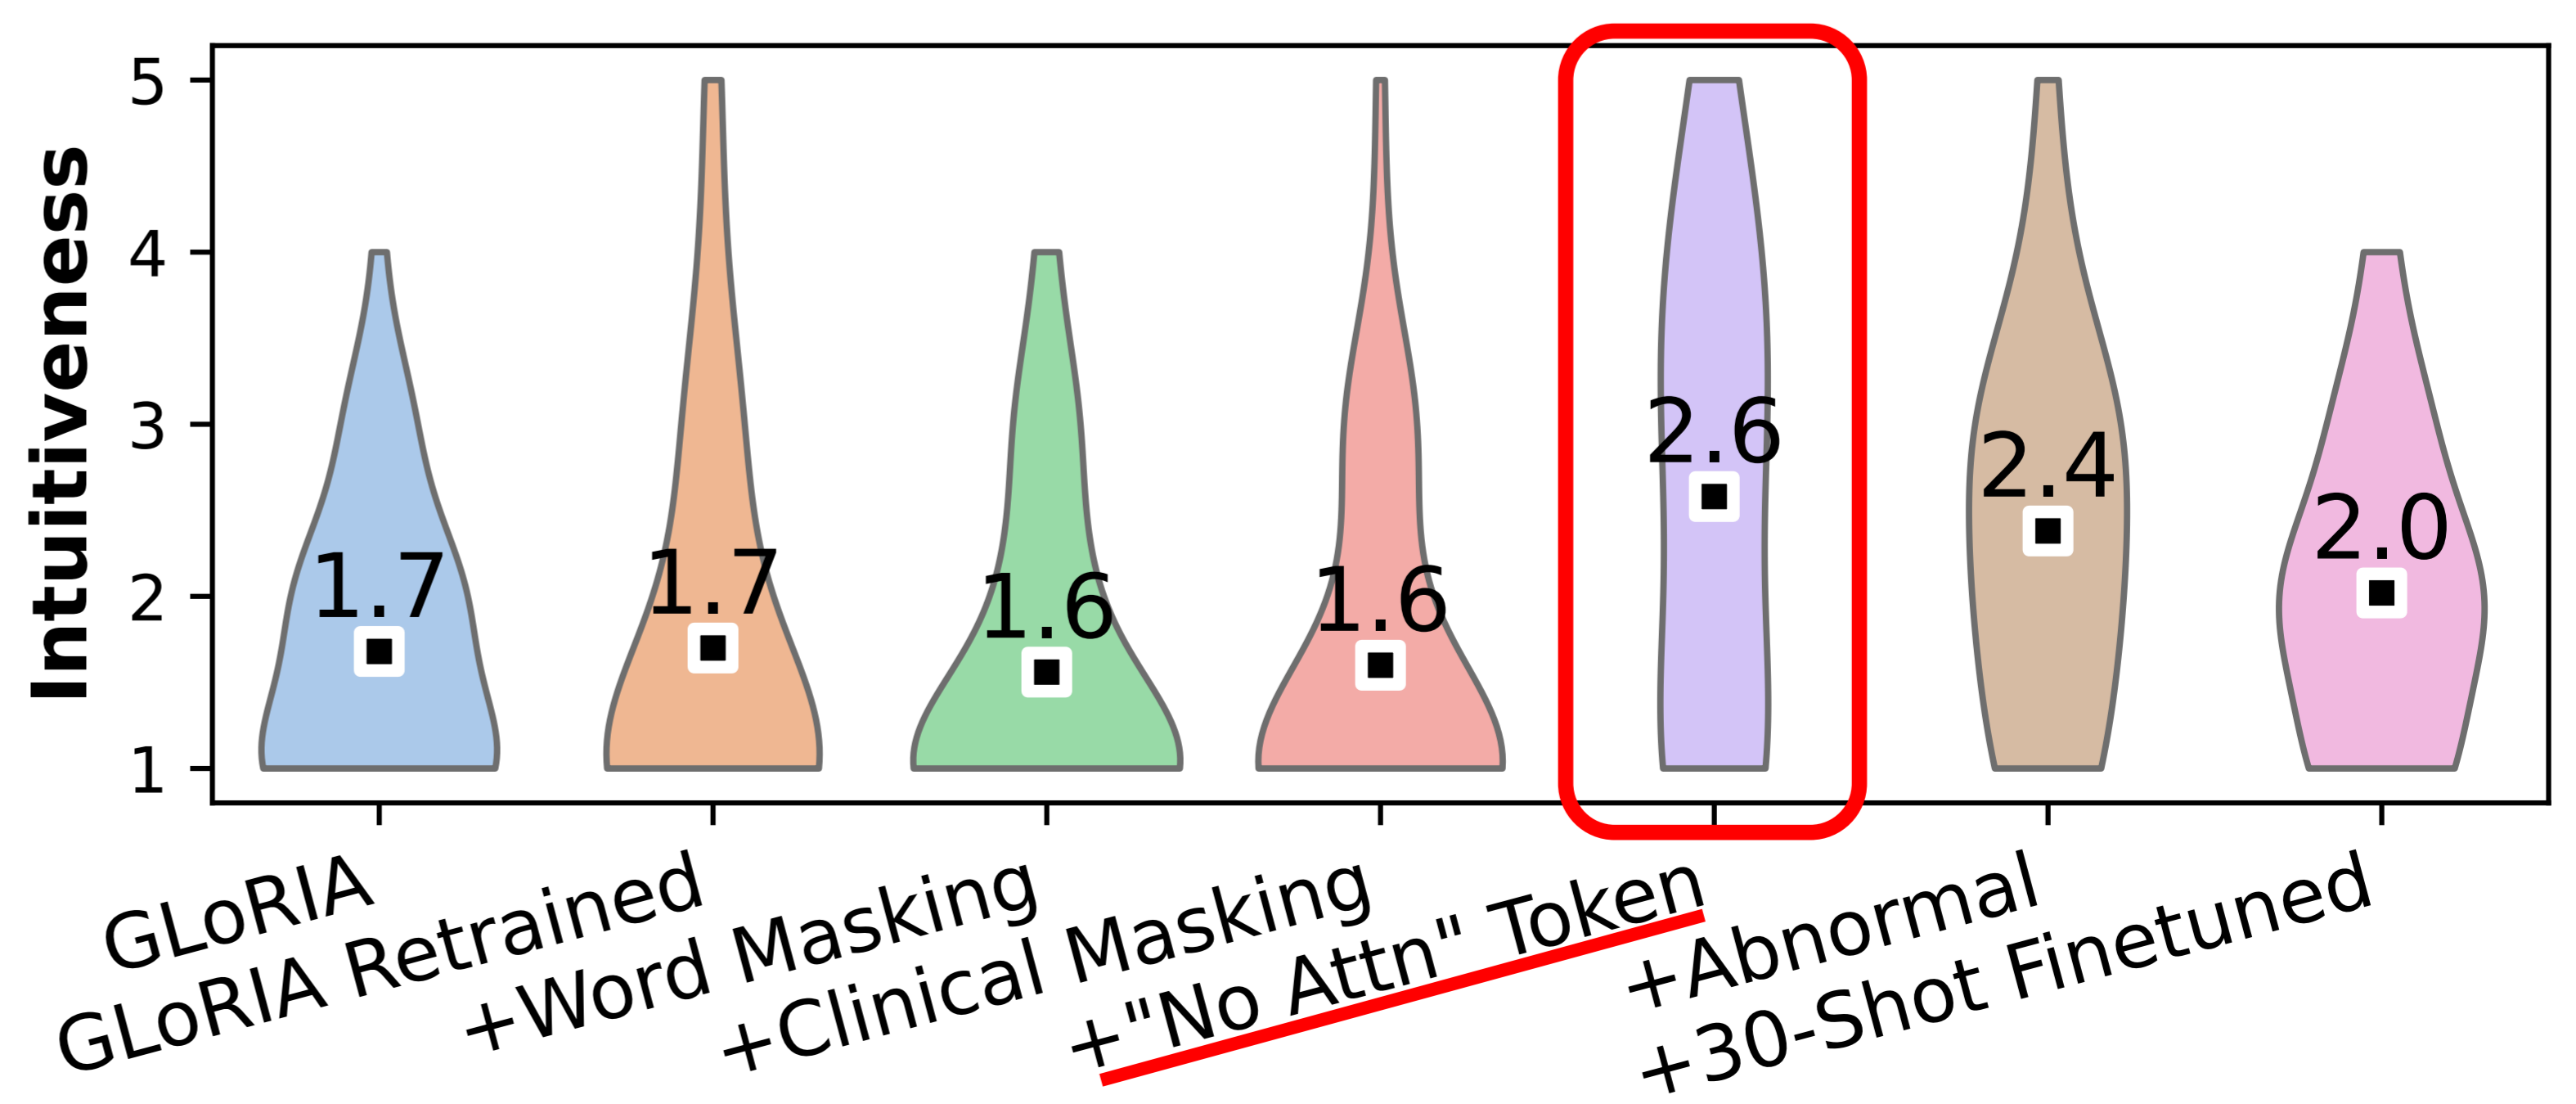 Intuitiveness
5
4
3
2
1
1.7
1.7
1.6
1.6
2.6
2.4
2.0
GLoRIA
GLoRIA Retrained
+Word Masking
+Clinical Masking
+"No Attn" Token
+Abnormal
+30-Shot Finetuned